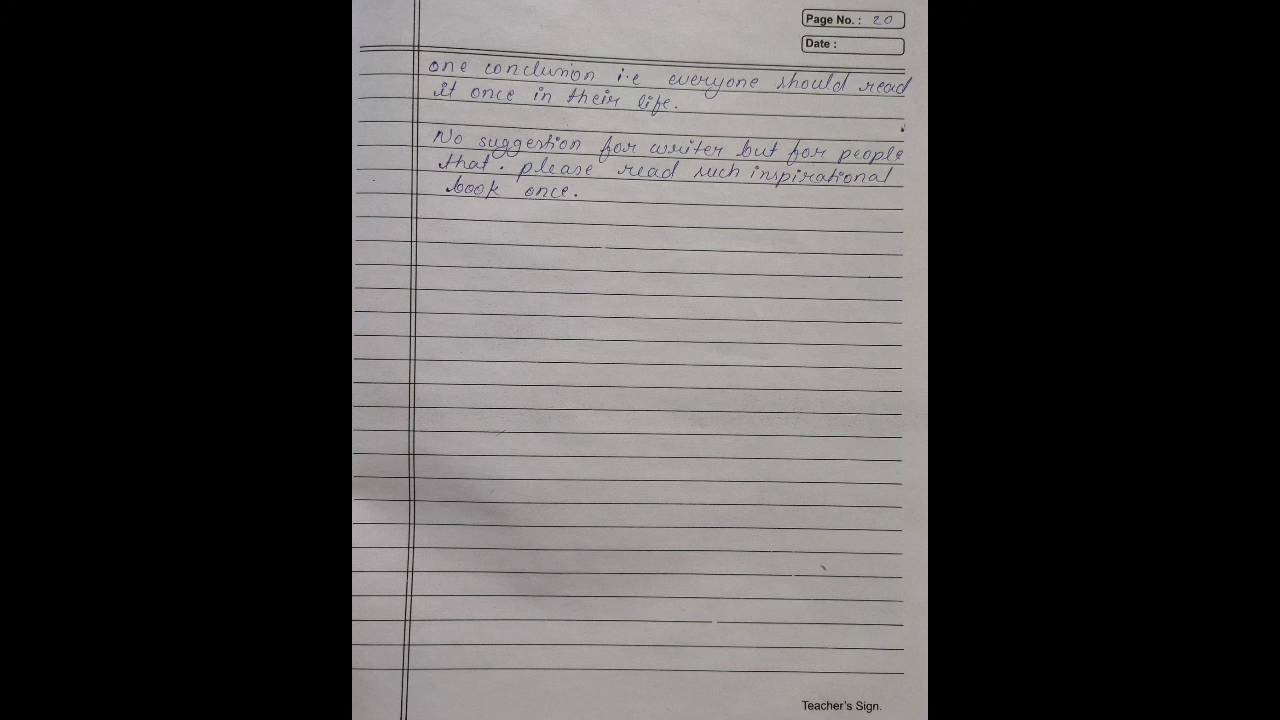 Page No. : 20
Date :
one conclusion i.e everyone should read
it once in their life.
No suggestion for writer but for people
that. please read such inspirational
book once.
Teacher's Sign.